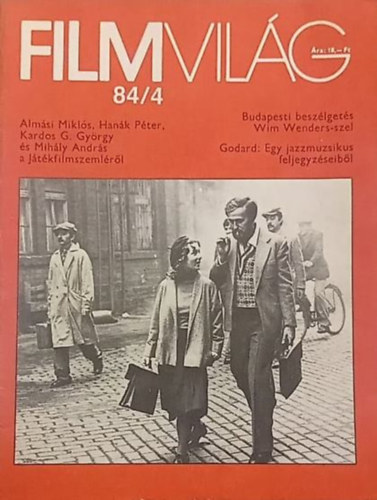 FILMVILÁG
Ára: 18,– Ft
84/4
Almási Miklós, Hanák Péter,
Kardos G. György
és Mihály András
a Játékfilmszemléről
Budapesti beszélgetés
Wim Wenders-szel
Godard: Egy jazzmuzsikus
feljegyzéseiből